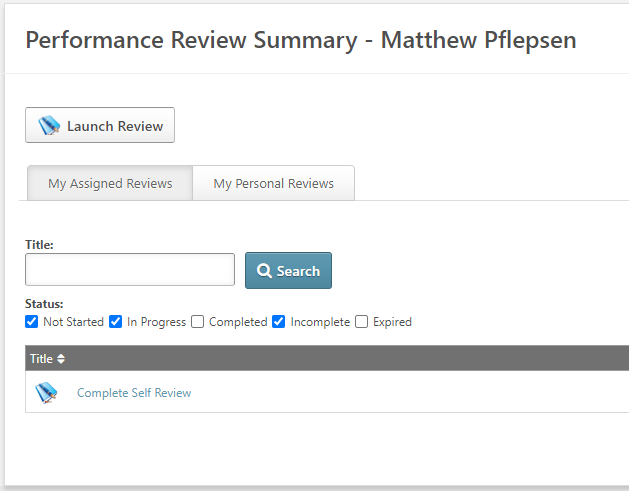 Performance Review Summary - Matthew Pflepsen
Launch Review
My Assigned Reviews My Personal Reviews
Title:
Search
Status:
Not Started In Progress Completed Incomplete Expired
Title
Complete Self Review